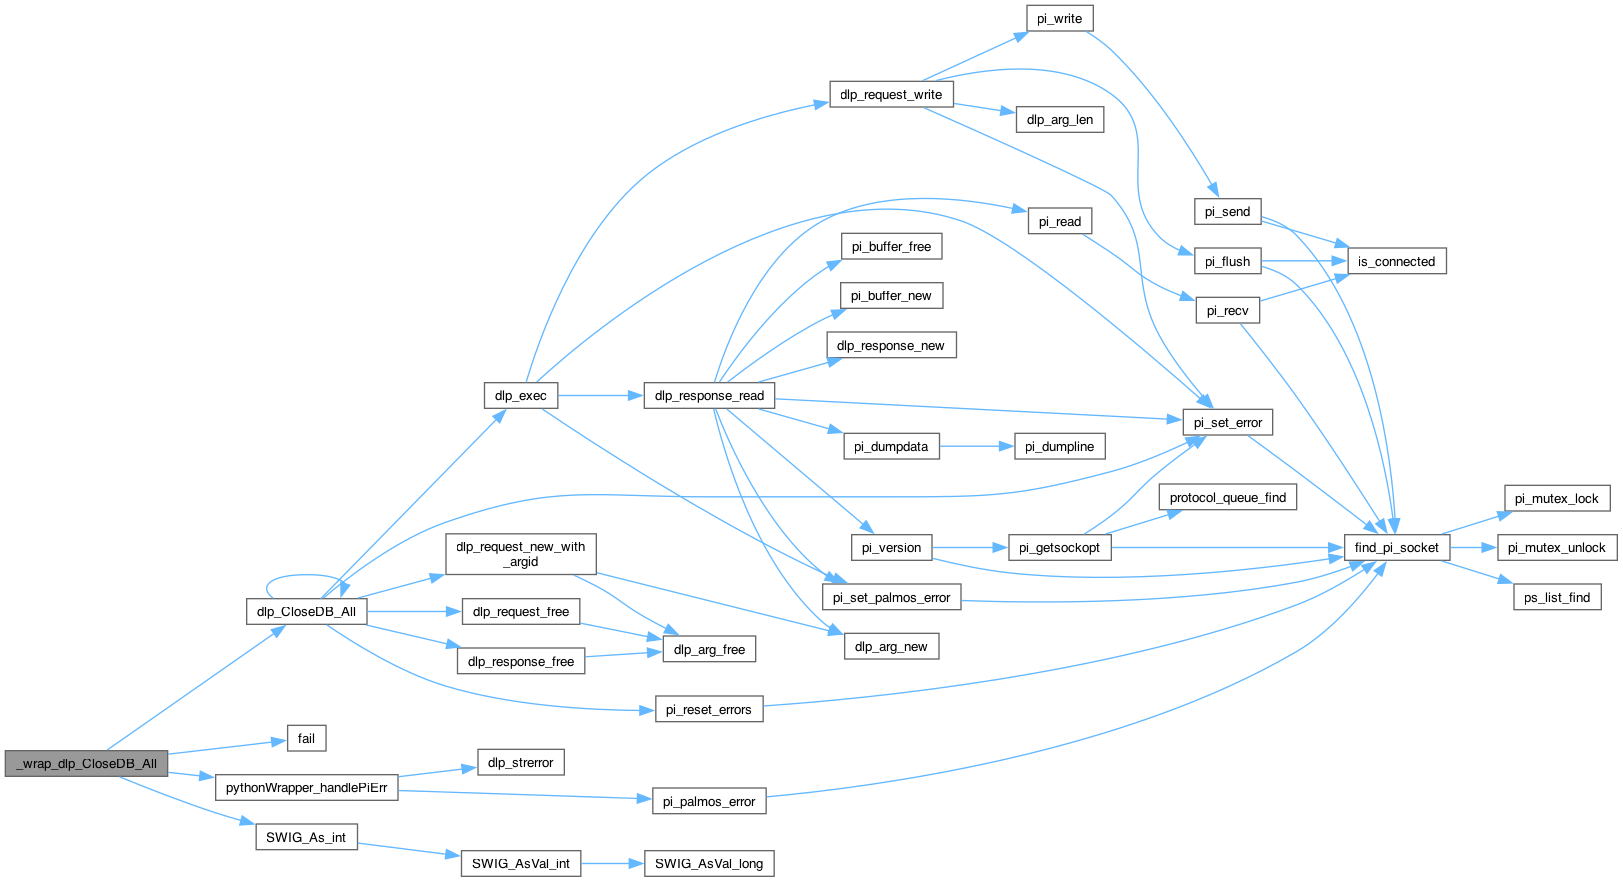 pi_write
dlp_request_write
dlp_arg_len
pi_send
pi_read
pi_buffer_free
pi_flush
is_connected
pi_buffer_new
pi_recv
dlp_response_new
dlp_exec
dlp_response_read
pi_set_error
pi_dumpdata
pi_dumpline
protocol_queue_find
pi_mutex_lock
dlp_request_new_with
_argid
pi_version
pi_getsockopt
find_pi_socket
pi_mutex_unlock
pi_set_palmos_error
ps_list_find
dlp_CloseDB_All
dlp_request_free
dlp_arg_free
dlp_arg_new
dlp_response_free
pi_reset_errors
fail
_wrap_dlp_CloseDB_All
dlp_strerror
pythonWrapper_handlePiErr
pi_palmos_error
SWIG_As_int
SWIG_AsVal_int
SWIG_AsVal_long